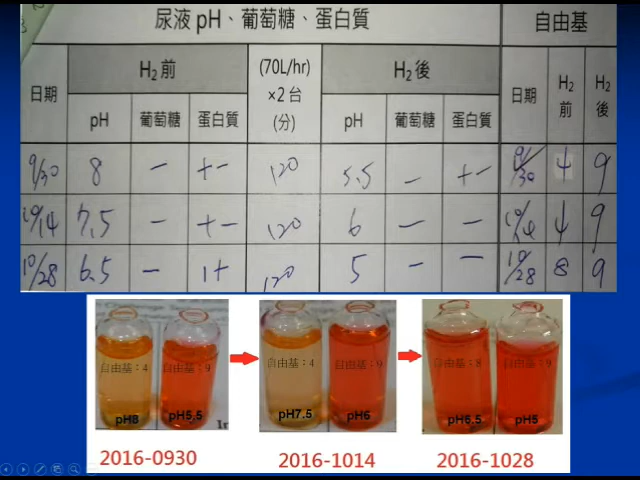 尿液 pH、葡萄糖、蛋白質 自由基
日期 H₂前 (70L/hr) ×2台 (分) H₂後 日期 H₂前 H₂後
pH 葡萄糖 蛋白質 pH 葡萄糖 蛋白質
9/30 8 − +− 120 5.5 − +− 9/30 4 9
10/14 7.5 − +− 120 6 − − 10/14 4 9
10/28 6.5 − 1+ 120 5 − − 10/28 8 9
自由基：4 自由基：9 自由基：4 自由基：9 自由基：8 自由基：9
pH8 pH5.5 pH7.5 pH6 pH6.5 pH5
2016-0930 2016-1014 2016-1028